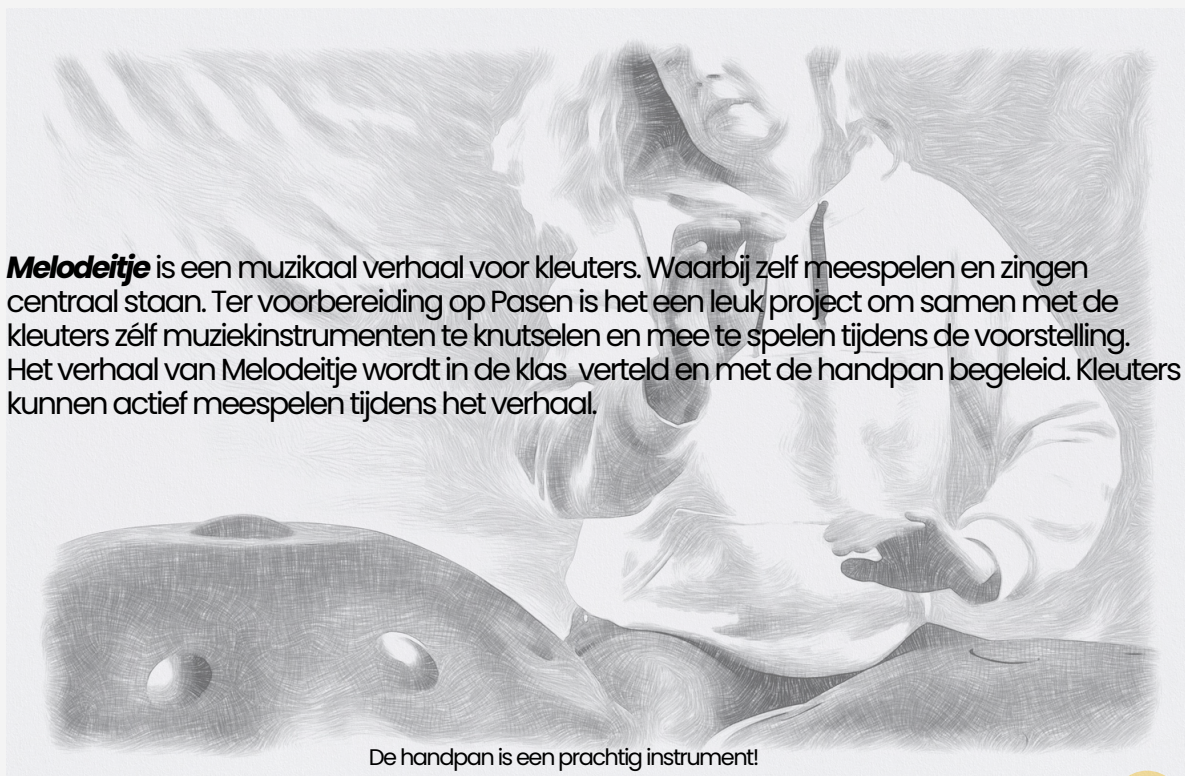 Melodeitje is een muzikaal verhaal voor kleuters. Waarbij zelf meespelen en zingen
centraal staan. Ter voorbereiding op Pasen is het een leuk project om samen met de
kleuters zélf muziekinstrumenten te knutselen en mee te spelen tijdens de voorstelling.
Het verhaal van Melodeitje wordt in de klas  verteld en met de handpan begeleid. Kleuters
kunnen actief meespelen tijdens het verhaal.
De handpan is een prachtig instrument!